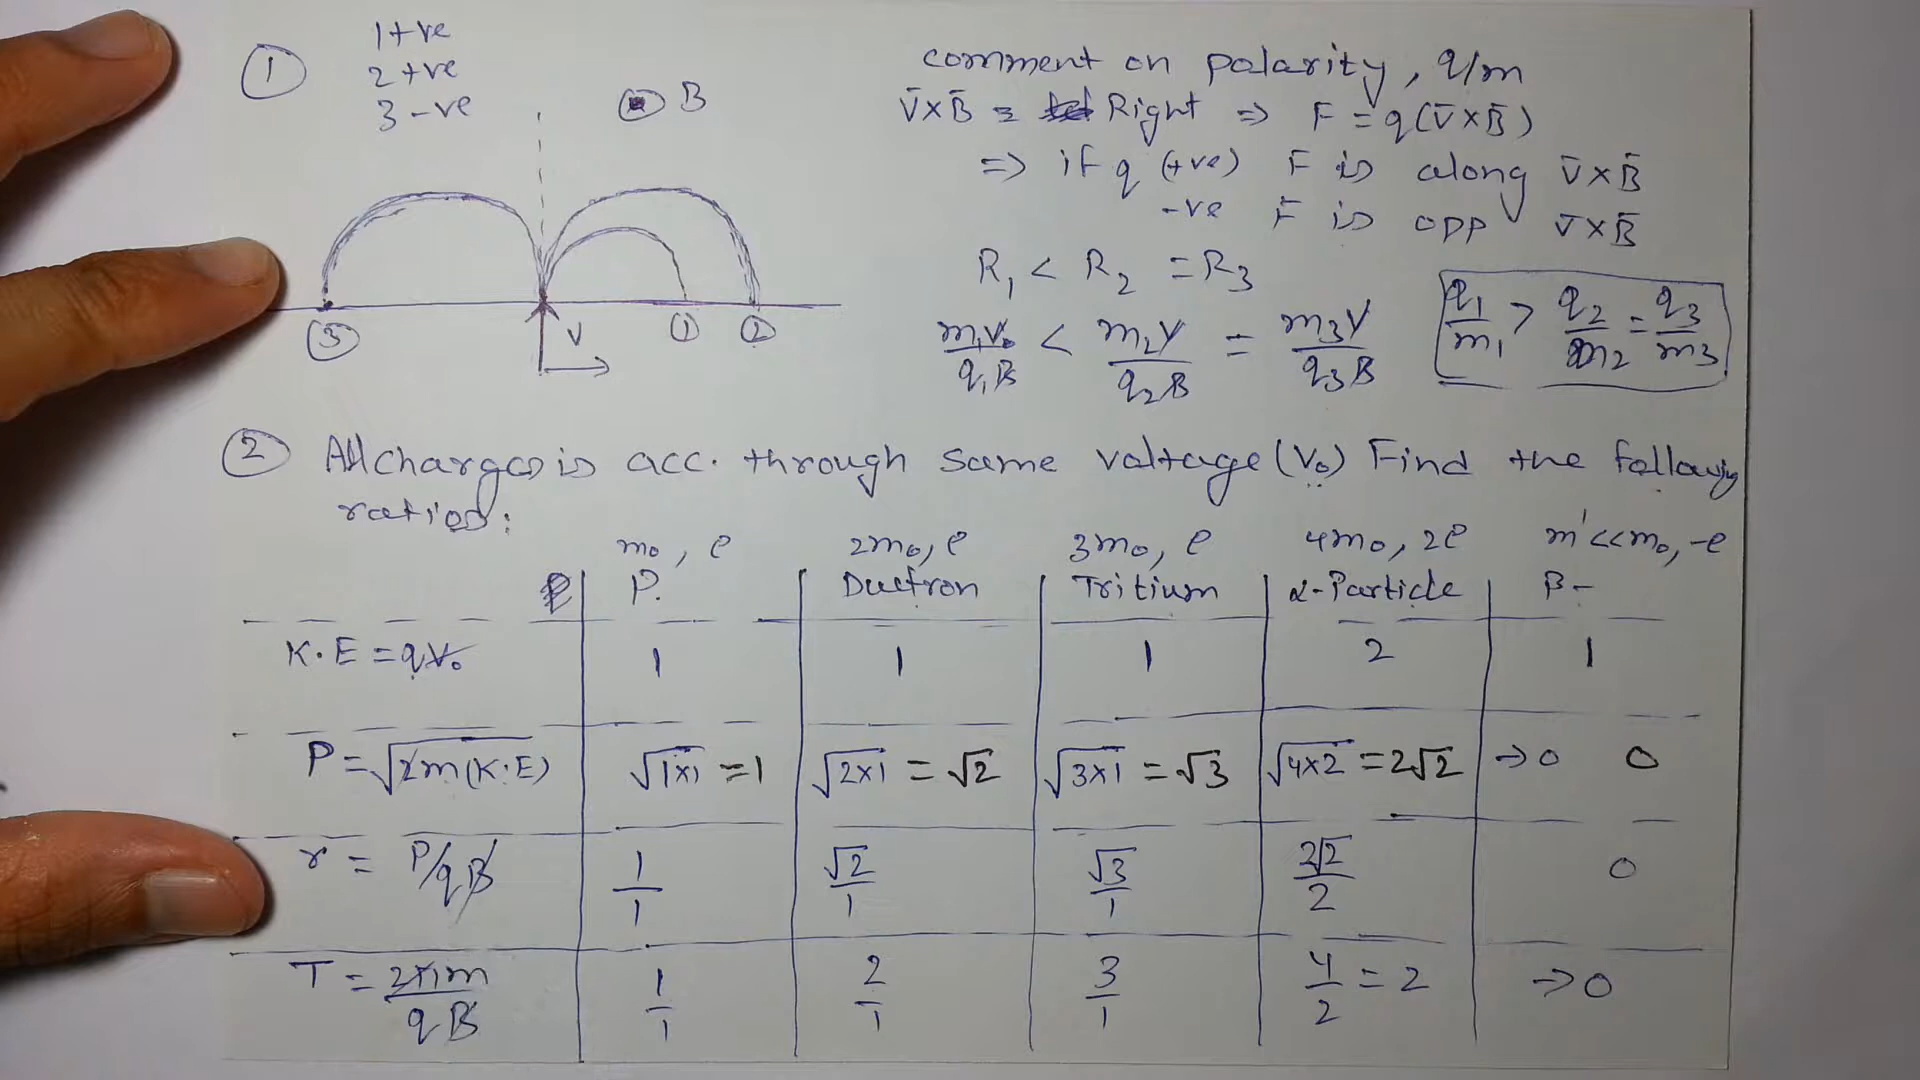 ①
1+ve
2+ve
3-ve
⊙ B
③
V
①
②
comment on polarity, q/m
V̄×B̄ = Right ⇒ F = q(V̄×B̄)
⇒ if q (+ve) F is along V̄×B̄
-ve F is opp V̄×B̄
R₁ < R₂ = R₃
m₁V/q₁B < m₂V/q₂B = m₃V/q₃B
q₁/m₁ > q₂/m₂ = q₃/m₃
② All charges is acc. through same voltage (V₀) Find the following
ratios:
m₀, e 2m₀, e 3m₀, e 4m₀, 2e m'<<m₀, -e
P. Duetron Tritium α-Particle β-
K.E = qV₀ 1 1 1 2 1
P = √2m(K.E) √1×1 = 1 √2×1 = √2 √3×1 = √3 √4×2 = 2√2 → 0 0
r = P/qB 1/1 √2/1 √3/1 2√2/2 0
T = 2πm/qB 1/1 2/1 3/1 4/2 = 2 → 0